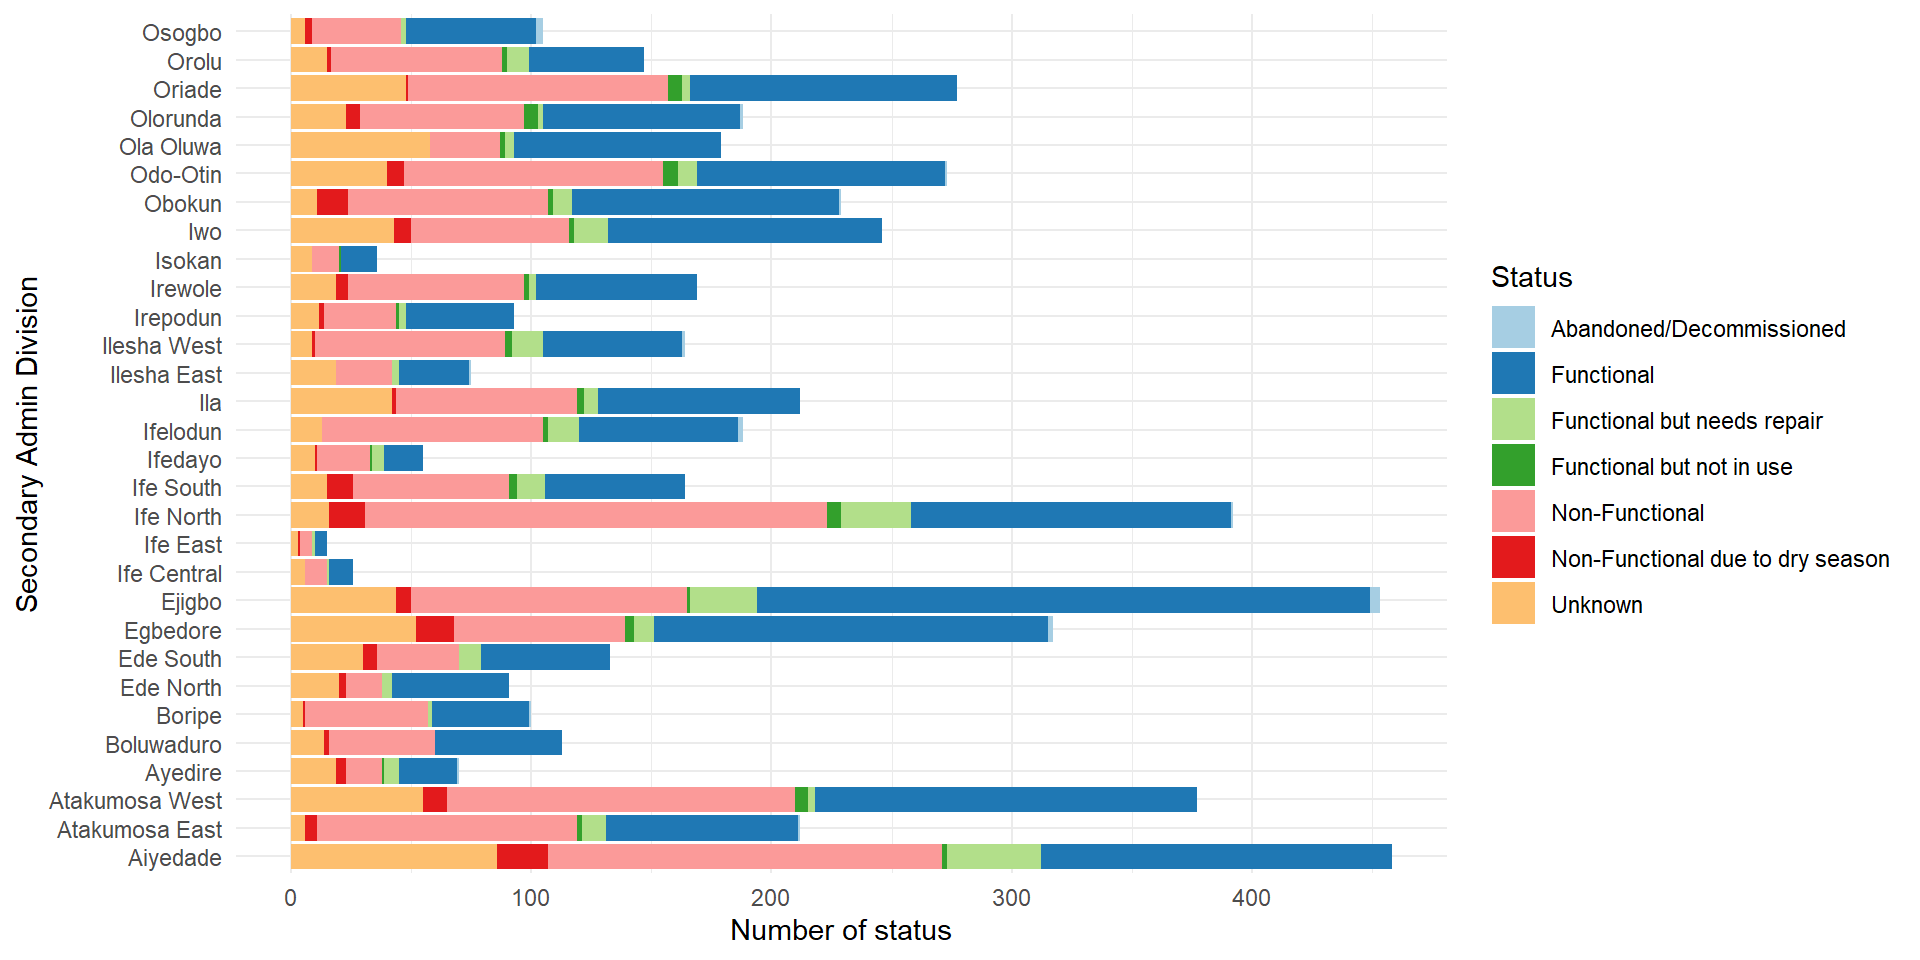 Secondary Admin Division
Osogbo
Orolu
Oriade
Olorunda
Ola Oluwa
Odo-Otin
Obokun
Iwo
Isokan
Irewole
Irepodun
Ilesha West
Ilesha East
Ila
Ifelodun
Ifedayo
Ife South
Ife North
Ife East
Ife Central
Ejigbo
Egbedore
Ede South
Ede North
Boripe
Boluwaduro
Ayedire
Atakumosa West
Atakumosa East
Aiyedade
0 100 200 300 400
Number of status
Status
Abandoned/Decommissioned
Functional
Functional but needs repair
Functional but not in use
Non-Functional
Non-Functional due to dry season
Unknown